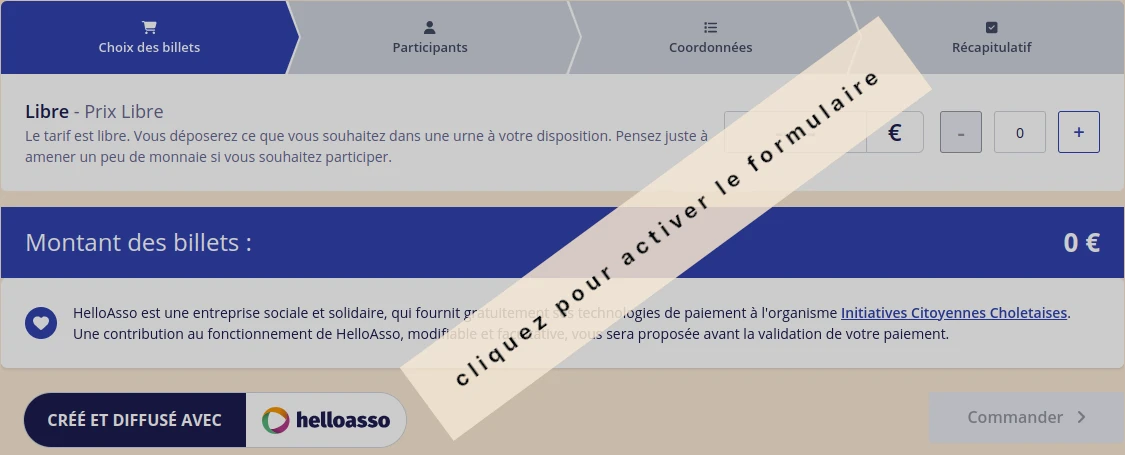 Choix des billets
Participants
Coordonnées
Récapitulatif
Libre - Prix Libre
Le tarif est libre. Vous déposerez ce que vous souhaitez dans une urne à votre disposition. Pensez juste à
amener un peu de monnaie si vous souhaitez participer.
€
-
0
+
cliquez pour activer le formulaire
Montant des billets :
0 €
HelloAsso est une entreprise sociale et solidaire, qui fournit gratuitement ses technologies de paiement à l'organisme Initiatives Citoyennes Choletaises.
Une contribution au fonctionnement de HelloAsso, modifiable et facultative, vous sera proposée avant la validation de votre paiement.
CRÉÉ ET DIFFUSÉ AVEC
helloasso
Commander